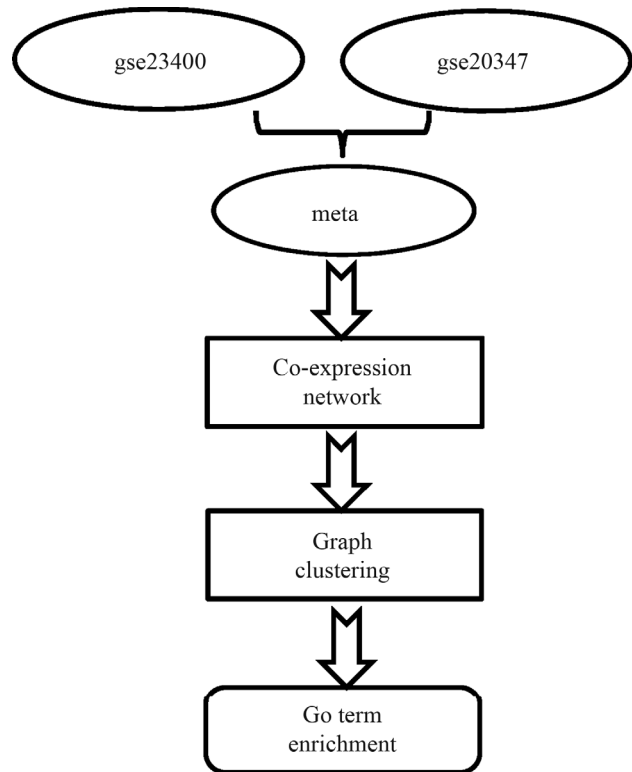 gse23400
gse20347
meta
Co-expression
network
Graph
clustering
Go term
enrichment